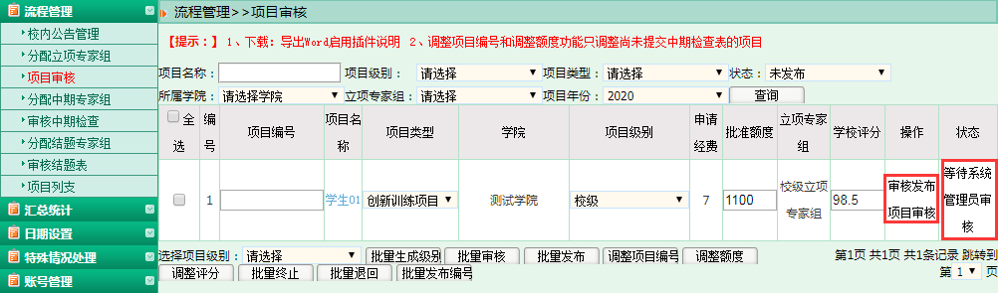 流程管理
校内公告管理
分配立项专家组
项目审核
分配中期专家组
审核中期检查
分配结题专家组
审核结题表
项目列支
汇总统计
日期设置
特殊情况处理
账号管理
流程管理>>项目审核
【提示：】 1、下载：导出Word启用插件说明 2、调整项目编号和调整额度功能只调整尚未提交中期检查表的项目
项目名称： 项目级别： 请选择 项目类型： 请选择 状态： 未发布
所属学院： 请选择学院 立项专家组： 请选择 项目年份： 2020 查询
全选 编号 项目编号 项目名称 项目类型 学院 项目级别 申请经费 批准额度 立项专家组 学校评分 操作 状态
1 学生01 创新训练项目 测试学院 校级 7 1100 校级立项专家组 98.5 审核发布项目审核 等待系统管理员审核
选择项目级别： 请选择 批量生成级别 批量审核 批量发布 调整项目编号 调整额度 第1页 共1页 共1条记录 跳转到
调整评分 批量终止 批量退回 批量发布编号 第 1 页